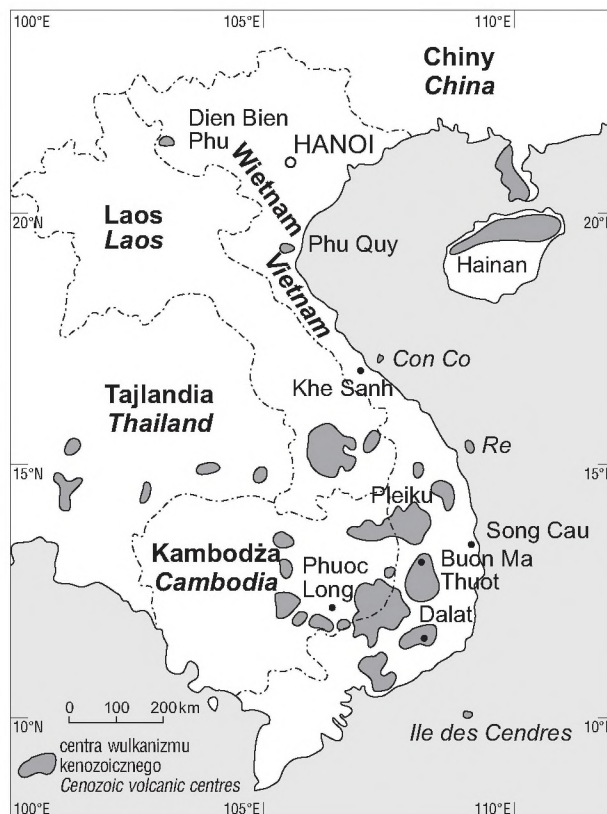 100°E
105°E
110°E
Chiny
China
Dien Bien
Phu
HANOI
Wietnam
Vietnam
20°N
20°N
Laos
Laos
Phu Quy
Hainan
Con Co
Khe Sanh
Tajlandia
Thailand
Re
15°N
15°N
Pleiku
Song Cau
Kambodża
Cambodia
Phuoc
Long
Buon Ma
Thuot
Dalat
0 100 200 km
10°N
10°N
Ile des Cendres
centra wulkanizmu
kenozoicznego
Cenozoic volcanic centres
100°E
105°E
110°E